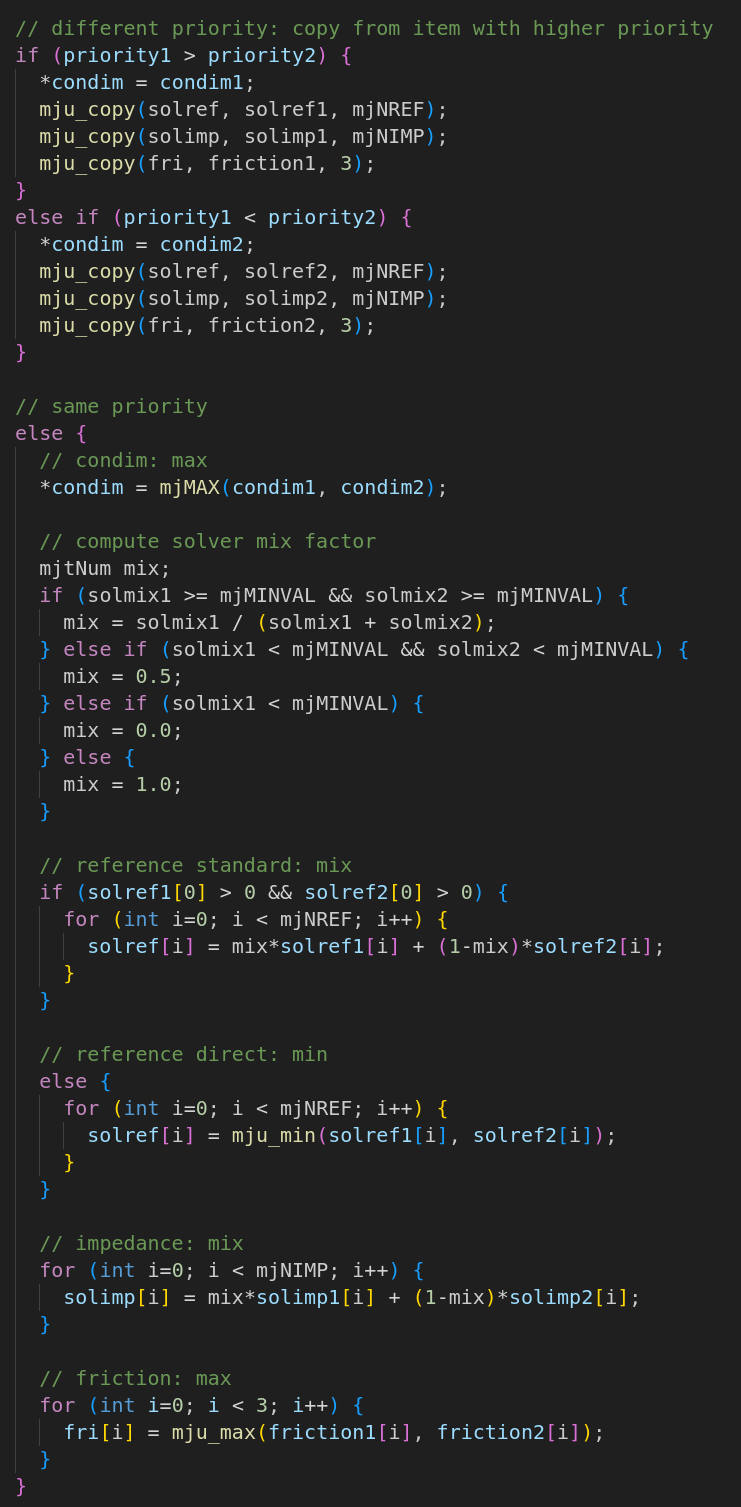 // different priority: copy from item with higher priority
if (priority1 > priority2) {
  *condim = condim1;
  mju_copy(solref, solref1, mjNREF);
  mju_copy(solimp, solimp1, mjNIMP);
  mju_copy(fri, friction1, 3);
}
else if (priority1 < priority2) {
  *condim = condim2;
  mju_copy(solref, solref2, mjNREF);
  mju_copy(solimp, solimp2, mjNIMP);
  mju_copy(fri, friction2, 3);
}

// same priority
else {
  // condim: max
  *condim = mjMAX(condim1, condim2);

  // compute solver mix factor
  mjtNum mix;
  if (solmix1 >= mjMINVAL && solmix2 >= mjMINVAL) {
    mix = solmix1 / (solmix1 + solmix2);
  } else if (solmix1 < mjMINVAL && solmix2 < mjMINVAL) {
    mix = 0.5;
  } else if (solmix1 < mjMINVAL) {
    mix = 0.0;
  } else {
    mix = 1.0;
  }

  // reference standard: mix
  if (solref1[0] > 0 && solref2[0] > 0) {
    for (int i=0; i < mjNREF; i++) {
      solref[i] = mix*solref1[i] + (1-mix)*solref2[i];
    }
  }

  // reference direct: min
  else {
    for (int i=0; i < mjNREF; i++) {
      solref[i] = mju_min(solref1[i], solref2[i]);
    }
  }

  // impedance: mix
  for (int i=0; i < mjNIMP; i++) {
    solimp[i] = mix*solimp1[i] + (1-mix)*solimp2[i];
  }

  // friction: max
  for (int i=0; i < 3; i++) {
    fri[i] = mju_max(friction1[i], friction2[i]);
  }
}